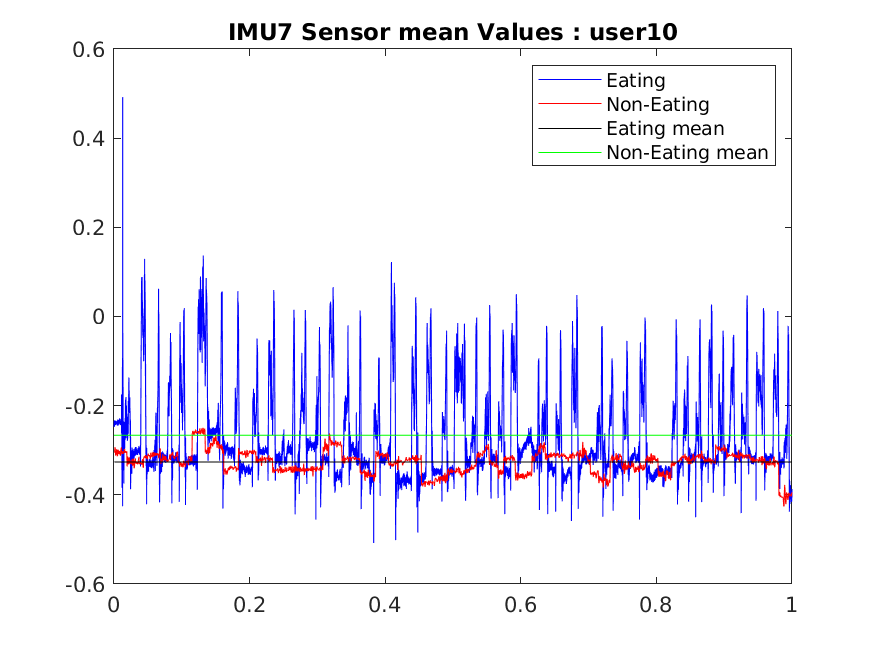 IMU7 Sensor mean Values : user10
0.6
0.4
0.2
0
-0.2
-0.4
-0.6
Eating
Non-Eating
Eating mean
Non-Eating mean
0 0.2 0.4 0.6 0.8 1